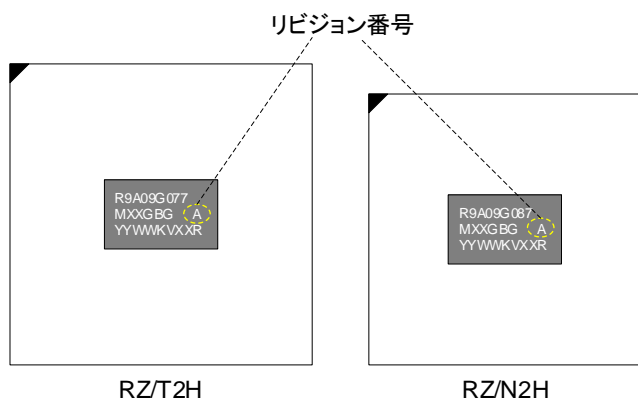 リビジョン番号
R9A09G077
MXXGBG A
YYWWKVXXR
R9A09G087
MXXGBG A
YYWWKVXXR
RZ/T2H
RZ/N2H